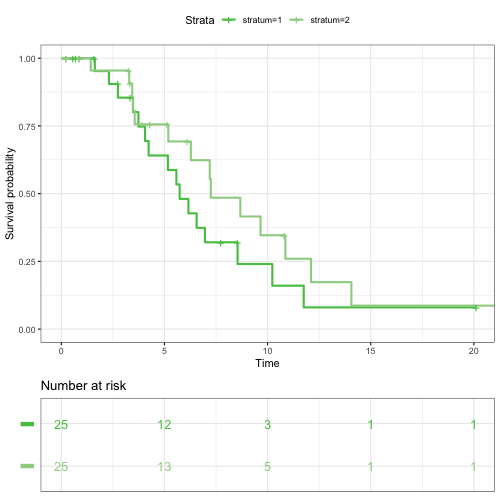 Strata stratum=1 stratum=2
Survival probability
1.00
0.75
0.50
0.25
0.00
0 5 10 15 20
Time
Number at risk
25 12 3 1 1
25 13 5 1 1